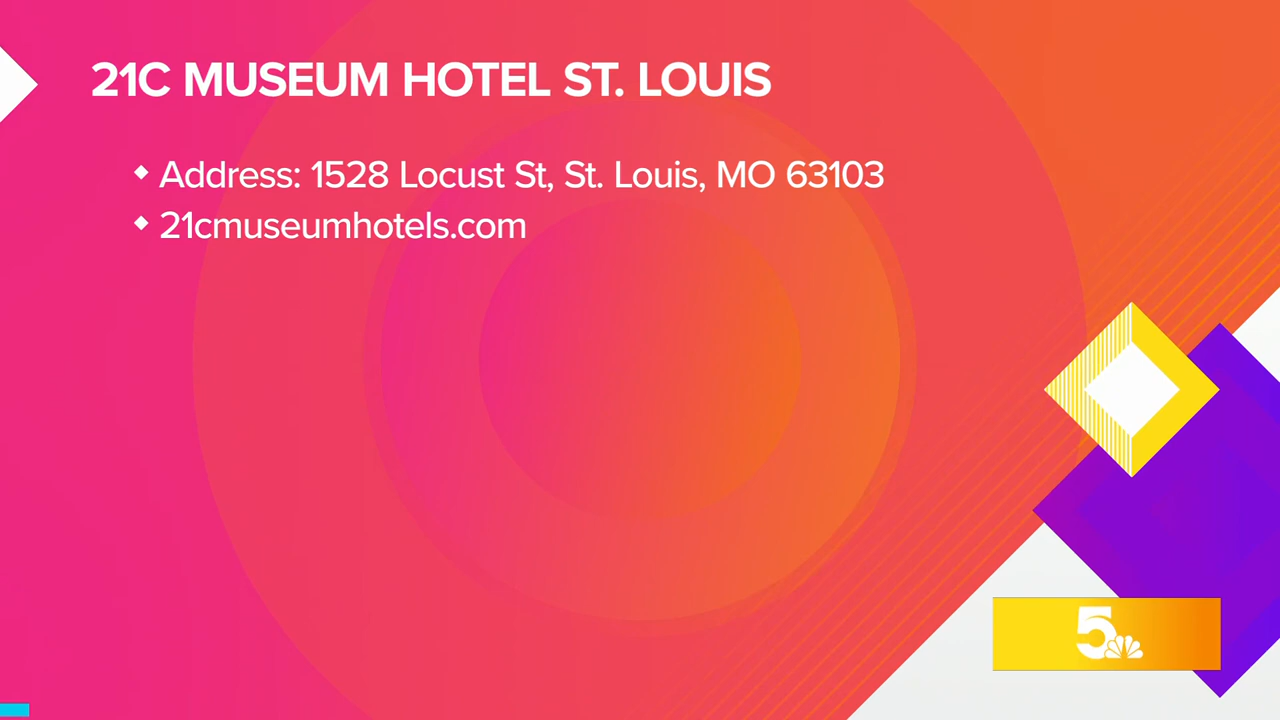 21C MUSEUM HOTEL ST. LOUIS
Address: 1528 Locust St, St. Louis, MO 63103
21cmuseumhotels.com
5